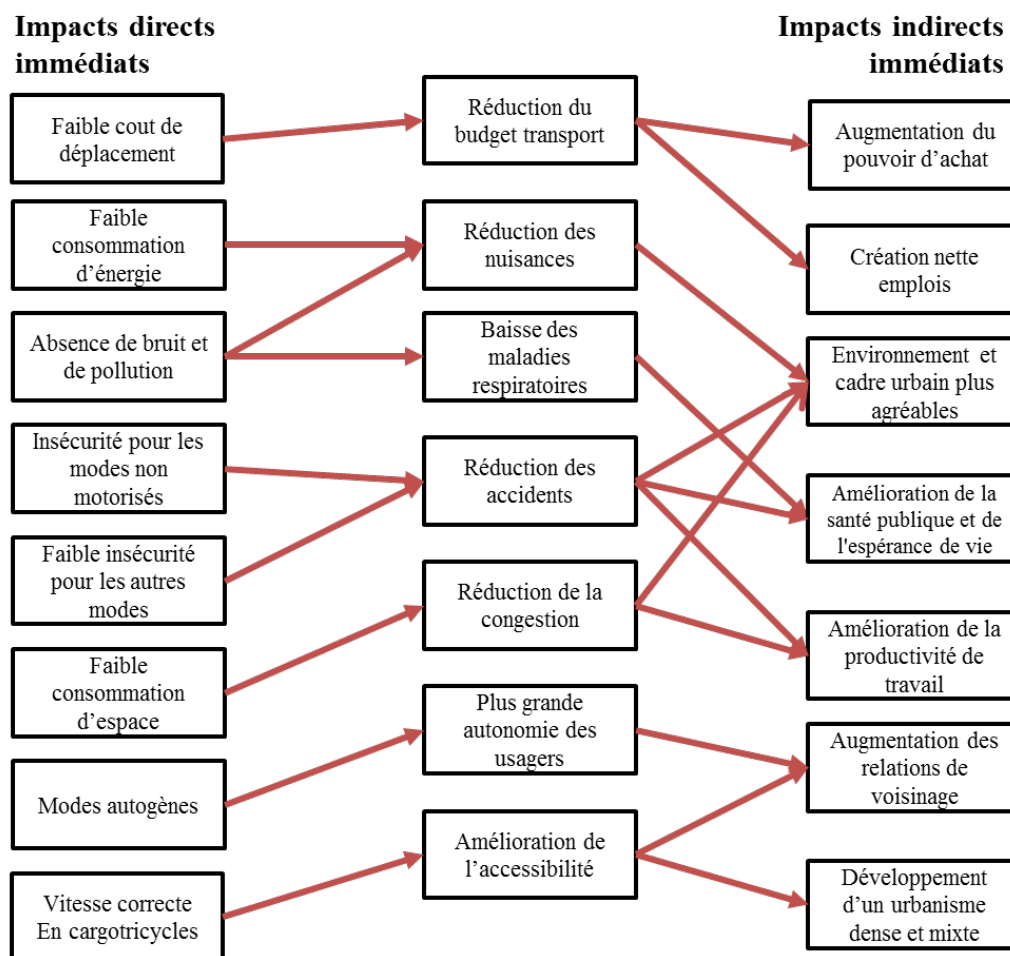 Impacts directs
immédiats
Impacts indirects
immédiats
Faible cout de
déplacement
Faible
consommation
d’énergie
Absence de bruit et
de pollution
Insécurité pour les
modes non
motorisés
Faible insécurité
pour les autres
modes
Faible
consommation
d’espace
Modes autogènes
Vitesse correcte
En cargotricycles
Réduction du
budget transport
Réduction des
nuisances
Baisse des
maladies
respiratoires
Réduction des
accidents
Réduction de la
congestion
Plus grande
autonomie des
usagers
Amélioration de
l’accessibilité
Augmentation du
pouvoir d’achat
Création nette
emplois
Environnement et
cadre urbain plus
agréables
Amélioration de la
santé publique et de
l'espérance de vie
Amélioration de la
productivité de
travail
Augmentation des
relations de
voisinage
Développement
d’un urbanisme
dense et mixte